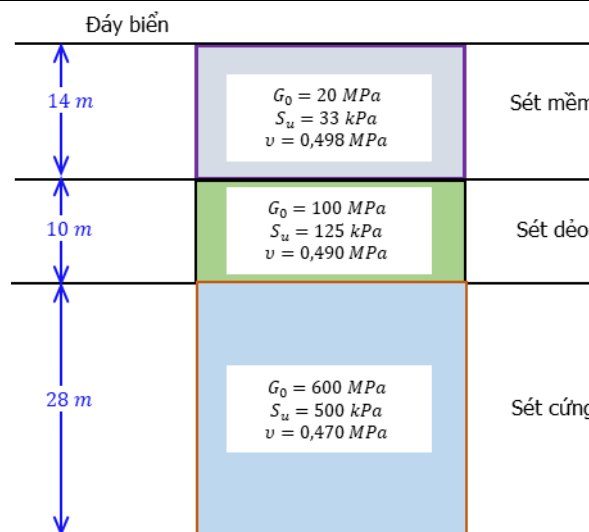 Đáy biển
14 m
G₀ = 20 MPa
Sᵤ = 33 kPa
υ = 0,498 MPa
Sét mềm
10 m
G₀ = 100 MPa
Sᵤ = 125 kPa
υ = 0,490 MPa
Sét dẻo
28 m
G₀ = 600 MPa
Sᵤ = 500 kPa
υ = 0,470 MPa
Sét cứng